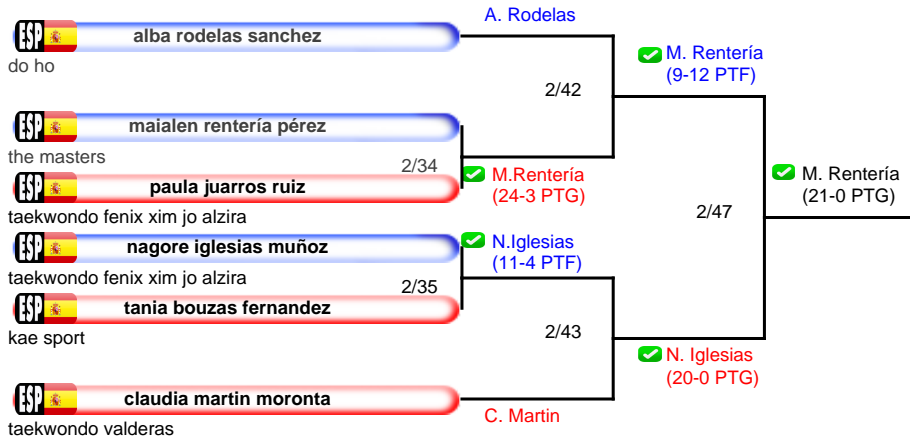 A. Rodelas
ESP alba rodelas sanchez
do ho
M. Rentería
(9-12 PTF)
2/42
ESP maialen rentería pérez
the masters
2/34
M.Rentería
(24-3 PTG)
ESP paula juarros ruiz
taekwondo fenix xim jo alzira
M. Rentería
(21-0 PTG)
2/47
ESP nagore iglesias muñoz
taekwondo fenix xim jo alzira
N.Iglesias
(11-4 PTF)
2/35
ESP tania bouzas fernandez
kae sport
2/43
N. Iglesias
(20-0 PTG)
ESP claudia martin moronta
taekwondo valderas
C. Martin